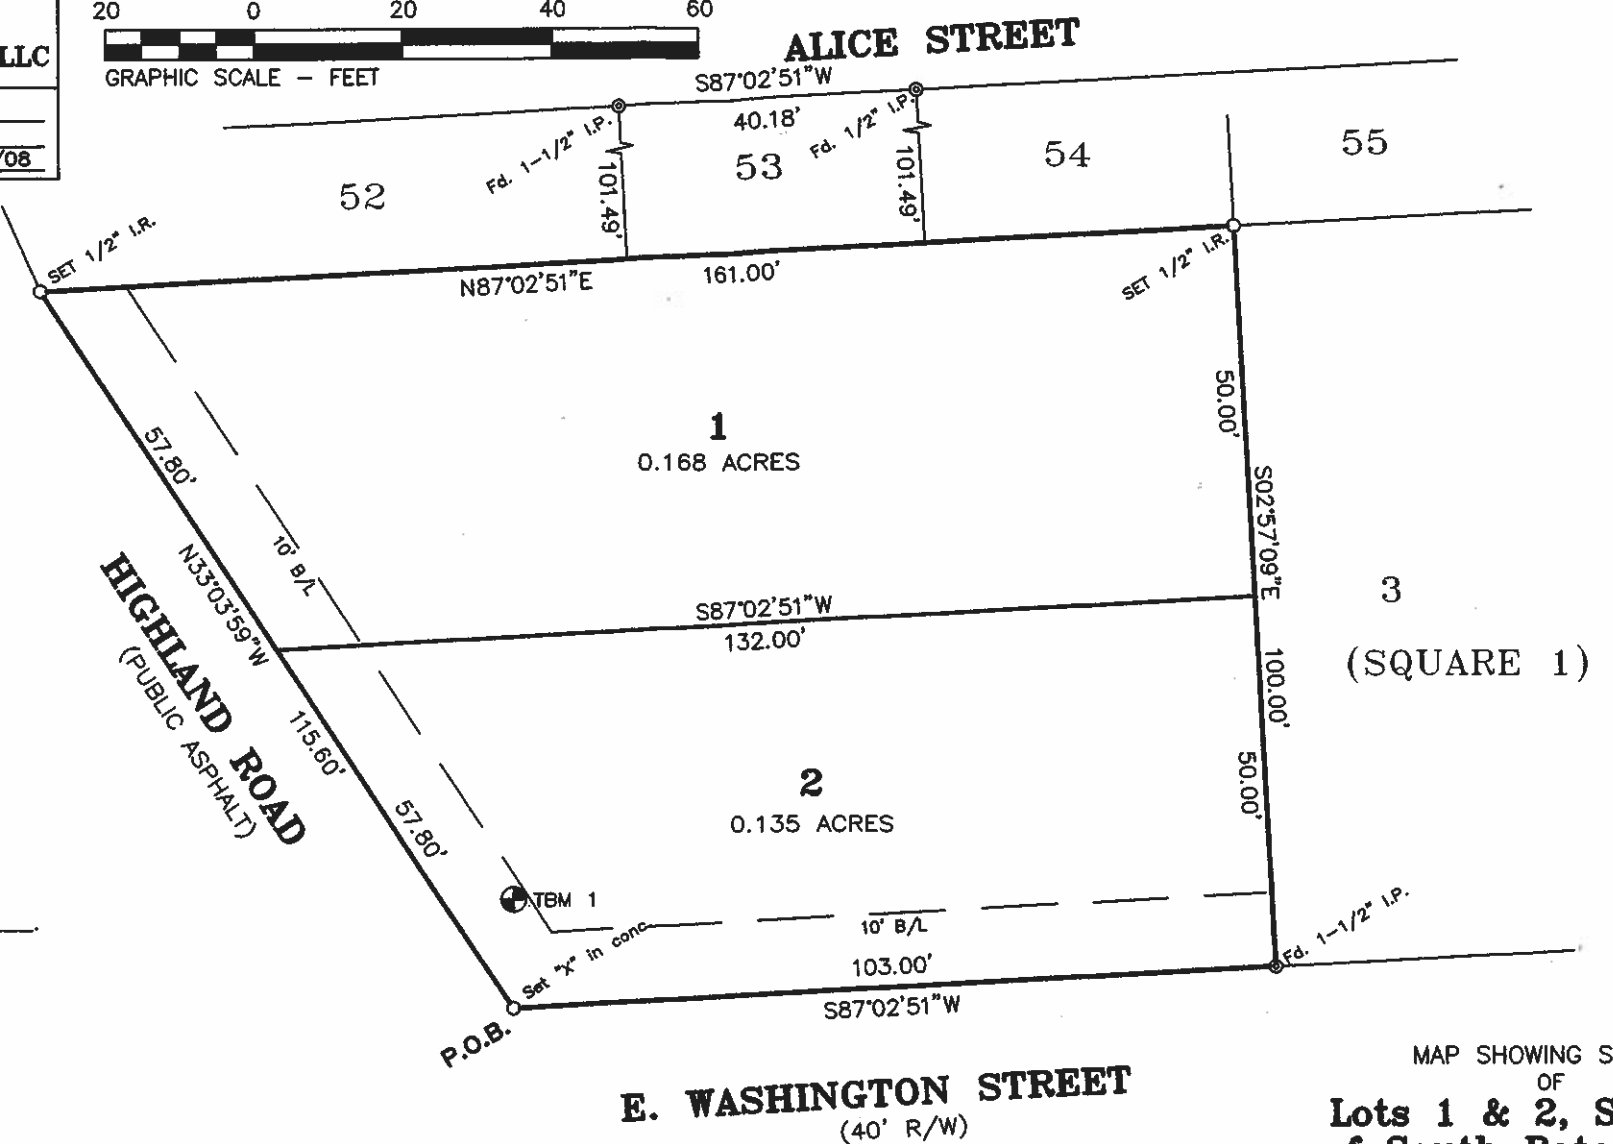 20 0 20 40 60
LLC
GRAPHIC SCALE – FEET
/08
ALICE STREET
S87°02'51"W
40.18'
Fd. 1-1/2" I.P.
Fd. 1/2" I.P.
101.49'
101.49'
52
53
54
55
SET 1/2" I.R.
SET 1/2" I.R.
N87°02'51"E
161.00'
1
0.168 ACRES
50.00'
S02°57'09"E
100.00'
50.00'
57.80'
N33°03'59"W
115.60'
57.80'
10' B/L
HIGHLAND ROAD
(PUBLIC ASPHALT)
S87°02'51"W
132.00'
3
(SQUARE 1)
2
0.135 ACRES
TBM 1
Set "X" in conc
10' B/L
103.00'
S87°02'51"W
Fd. 1-1/2" I.P.
P.O.B.
E. WASHINGTON STREET
(40' R/W)
MAP SHOWING S
OF
Lots 1 & 2, S